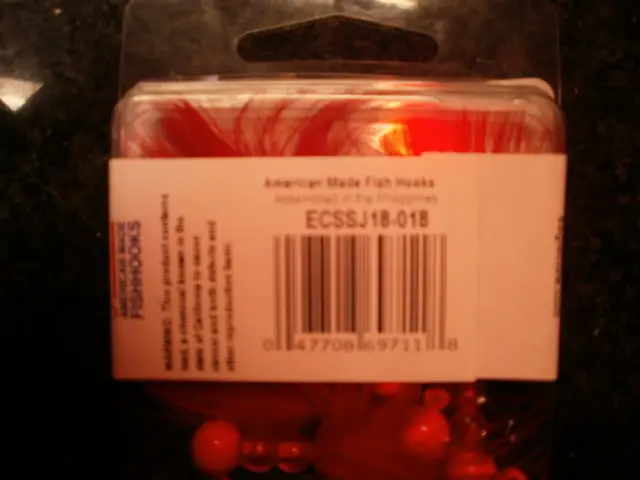 American Made Fish Hooks
Assembled in the Philippines
ECSSJ18-018
0 47708 69711 8
AMERICAN MADE
FISHHOOKS
WARNING: This product contains
lead, a chemical known to the
state of California to cause
cancer and birth defects and
other reproductive harm.